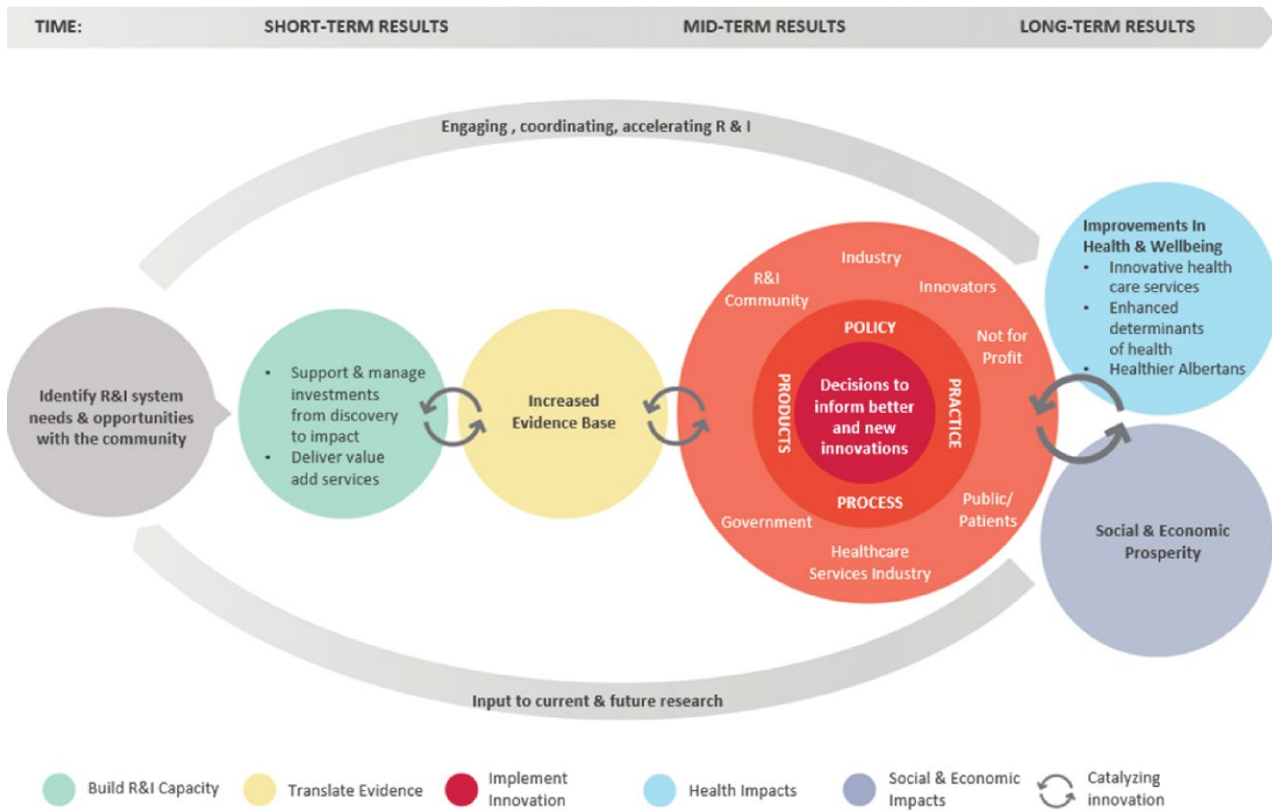 TIME:
SHORT-TERM RESULTS
MID-TERM RESULTS
LONG-TERM RESULTS
Engaging , coordinating, accelerating R & I
Identify R&I system
needs & opportunities
with the community
• Support & manage
investments
from discovery
to impact
• Deliver value
add services
Increased
Evidence Base
Industry
R&I
Community
Innovators
Not for
Profit
Public/
Patients
Healthcare
Services Industry
Government
POLICY
PRACTICE
PROCESS
PRODUCTS
Decisions to
inform better
and new
innovations
Improvements In
Health & Wellbeing
• Innovative health
care services
• Enhanced
determinants
of health
• Healthier Albertans
Social & Economic
Prosperity
Input to current & future research
Build R&I Capacity
Translate Evidence
Implement
Innovation
Health Impacts
Social & Economic
Impacts
Catalyzing
innovation